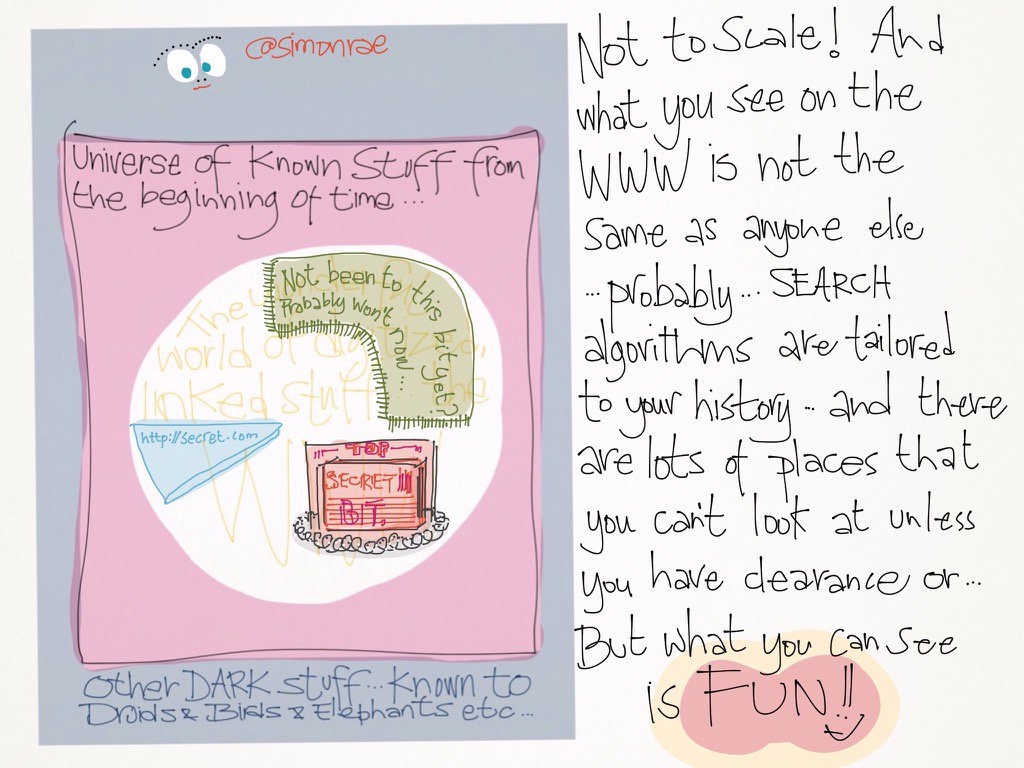 @simonrae
Universe of Known Stuff from
the beginning of time...
Not been to this bit yet?
Probably won't now...
The
world of digitized,
linked stuff... the
http://secret.com
TOP
SECRET!!!
BIT.
Other DARK stuff... Known to
Druids & Birds & Elephants etc...
Not to Scale! And
what you see on the
WWW is not the
same as anyone else
...probably... SEARCH
algorithms are tailored
to your history... and there
are lots of places that
you can't look at unless
you have clearance or...
But what you can see
is FUN!!